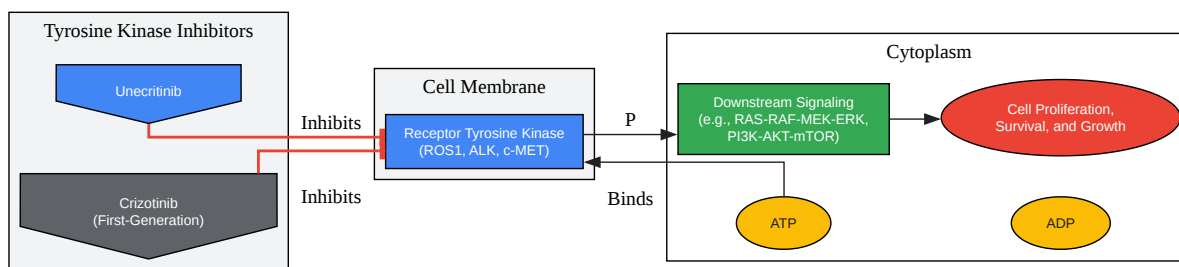 Tyrosine Kinase Inhibitors
Unecritinib
Crizotinib
(First-Generation)
Inhibits
Inhibits
Cell Membrane
Receptor Tyrosine Kinase
(ROS1, ALK, c-MET)
P
Binds
Cytoplasm
Downstream Signaling
(e.g., RAS-RAF-MEK-ERK,
PI3K-AKT-mTOR)
Cell Proliferation,
Survival, and Growth
ATP
ADP